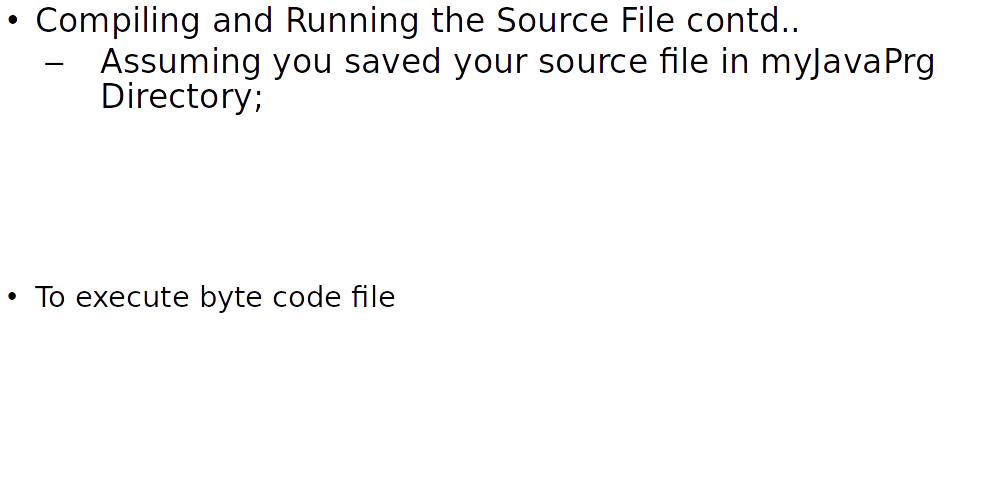 • Compiling and Running the Source File contd..
– Assuming you saved your source file in myJavaPrg
Directory;
• To execute byte code file